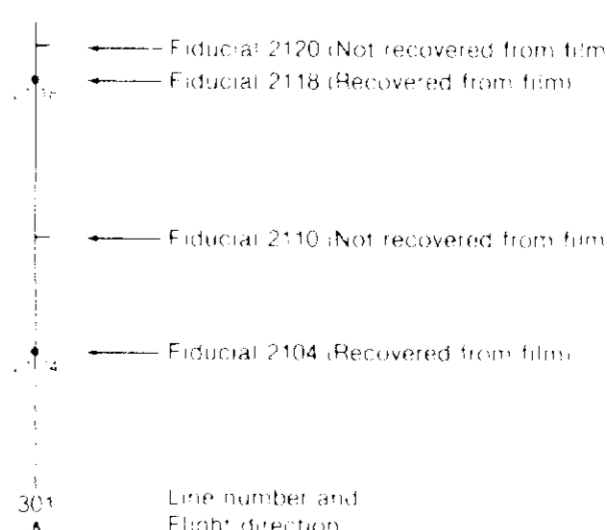 Fiducial 2120 (Not recovered from film
Fiducial 2118 (Recovered from film)
Fiducial 2110 (Not recovered from film
Fiducial 2104 (Recovered from film)
301
Line number and
Flight direction